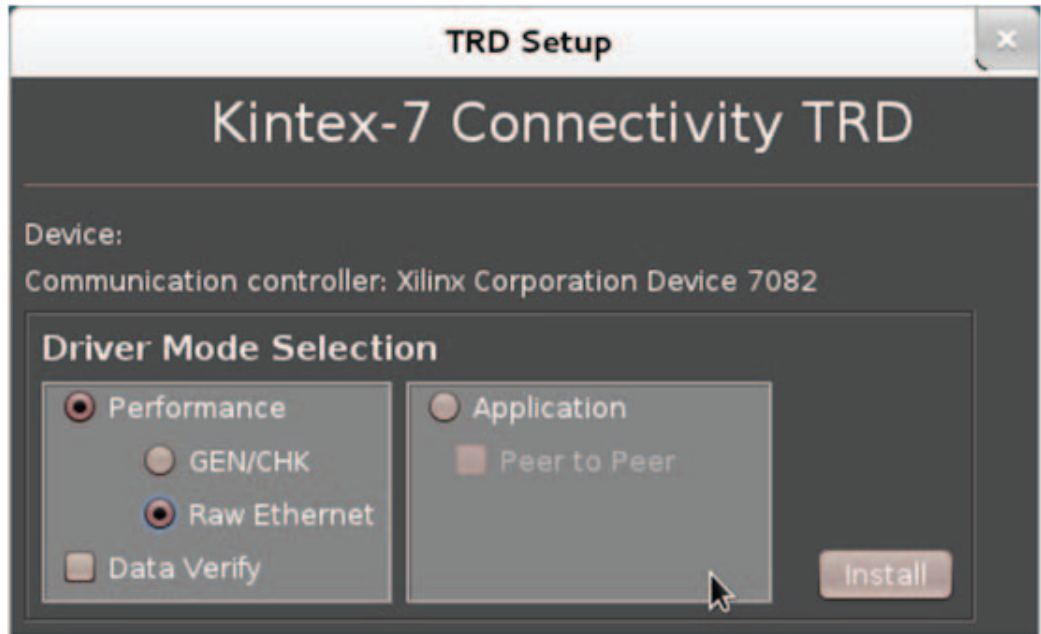 TRD Setup
Kintex-7 Connectivity TRD
Device:
Communication controller: Xilinx Corporation Device 7082
Driver Mode Selection
Performance
GEN/CHK
Raw Ethernet
Data Verify
Application
Peer to Peer
Install